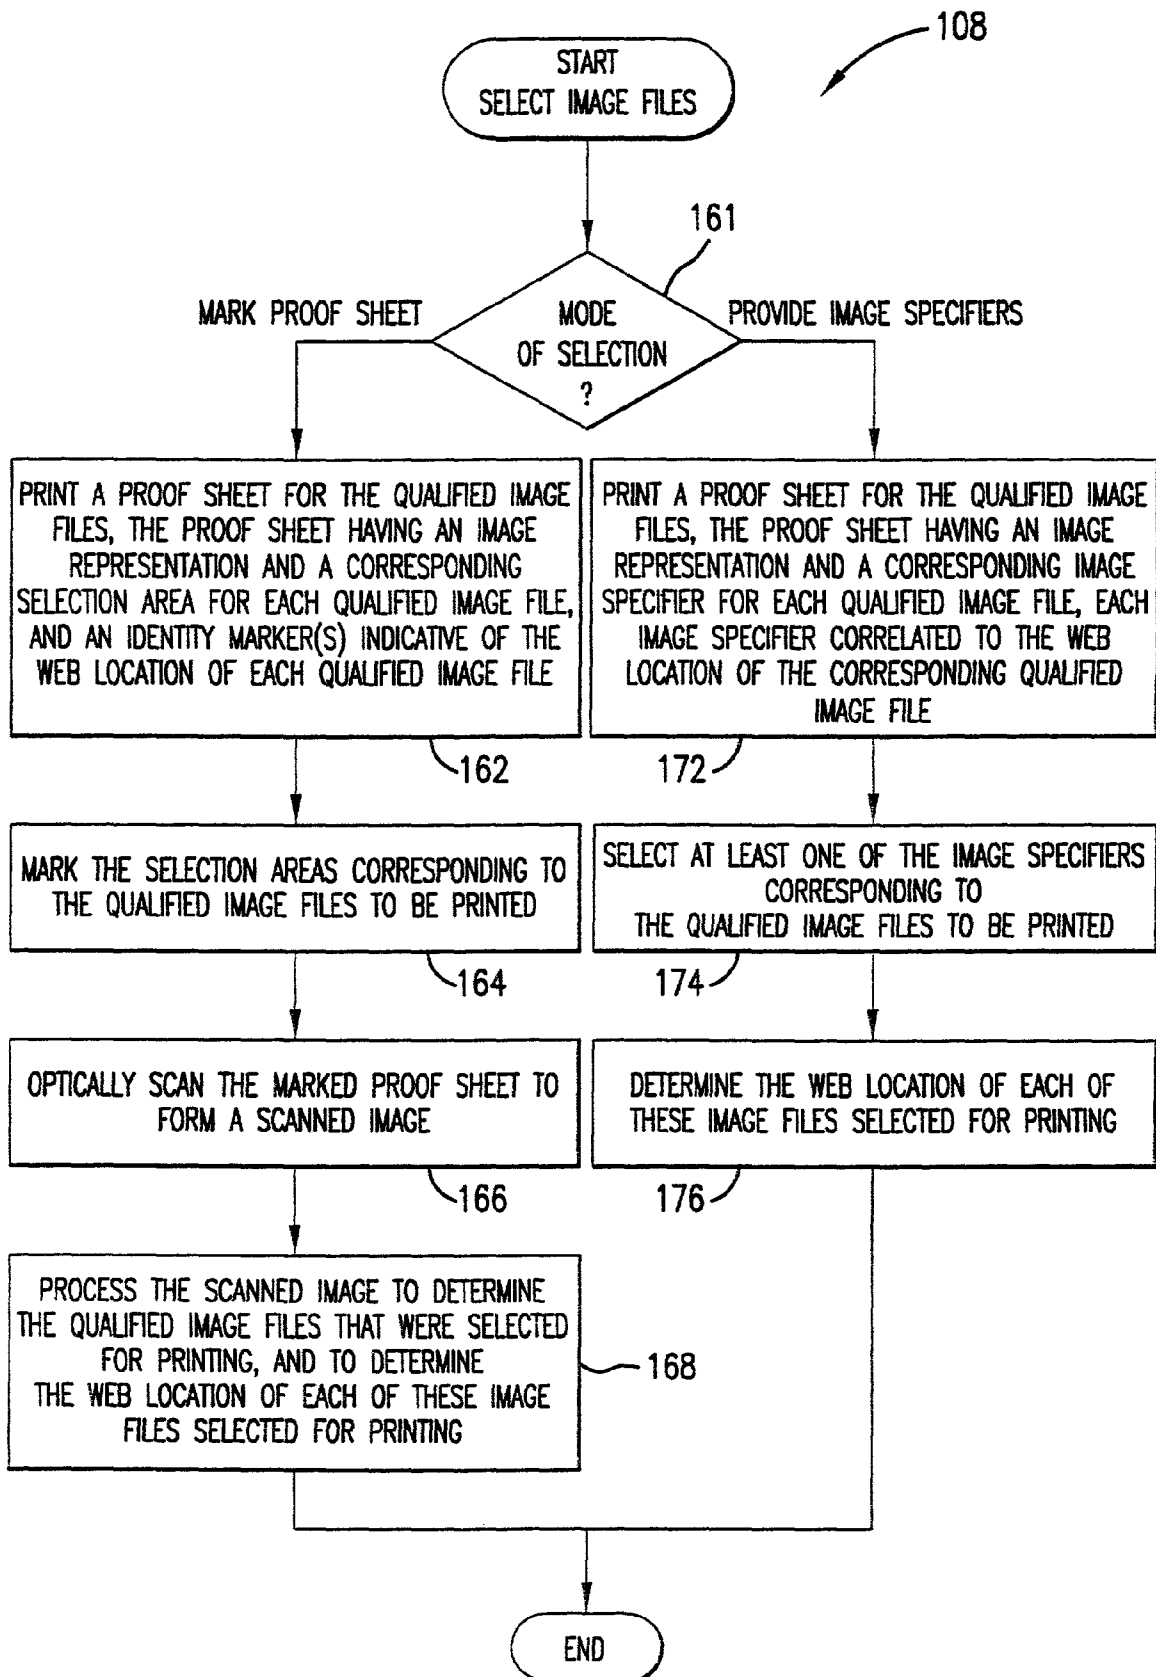 108
START
SELECT IMAGE FILES
161
MARK PROOF SHEET
MODE
OF SELECTION
?
PROVIDE IMAGE SPECIFIERS
PRINT A PROOF SHEET FOR THE QUALIFIED IMAGE
FILES, THE PROOF SHEET HAVING AN IMAGE
REPRESENTATION AND A CORRESPONDING
SELECTION AREA FOR EACH QUALIFIED IMAGE FILE,
AND AN IDENTITY MARKER(S) INDICATIVE OF THE
WEB LOCATION OF EACH QUALIFIED IMAGE FILE
162
PRINT A PROOF SHEET FOR THE QUALIFIED IMAGE
FILES, THE PROOF SHEET HAVING AN IMAGE
REPRESENTATION AND A CORRESPONDING IMAGE
SPECIFIER FOR EACH QUALIFIED IMAGE FILE, EACH
IMAGE SPECIFIER CORRELATED TO THE WEB
LOCATION OF THE CORRESPONDING QUALIFIED
IMAGE FILE
172
MARK THE SELECTION AREAS CORRESPONDING TO
THE QUALIFIED IMAGE FILES TO BE PRINTED
164
SELECT AT LEAST ONE OF THE IMAGE SPECIFIERS
CORRESPONDING TO
THE QUALIFIED IMAGE FILES TO BE PRINTED
174
OPTICALLY SCAN THE MARKED PROOF SHEET TO
FORM A SCANNED IMAGE
166
DETERMINE THE WEB LOCATION OF EACH OF
THESE IMAGE FILES SELECTED FOR PRINTING
176
PROCESS THE SCANNED IMAGE TO DETERMINE
THE QUALIFIED IMAGE FILES THAT WERE SELECTED
FOR PRINTING, AND TO DETERMINE
THE WEB LOCATION OF EACH OF THESE IMAGE
FILES SELECTED FOR PRINTING
168
END